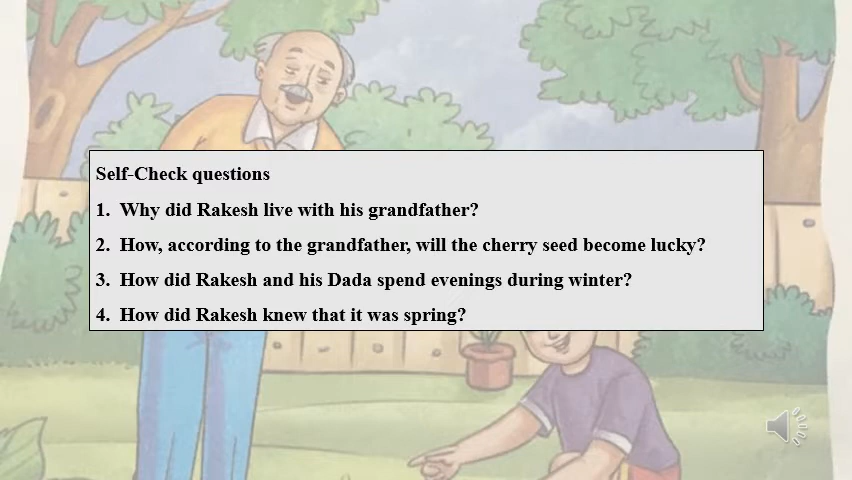 Self-Check questions
1. Why did Rakesh live with his grandfather?
2. How, according to the grandfather, will the cherry seed become lucky?
3. How did Rakesh and his Dada spend evenings during winter?
4. How did Rakesh knew that it was spring?